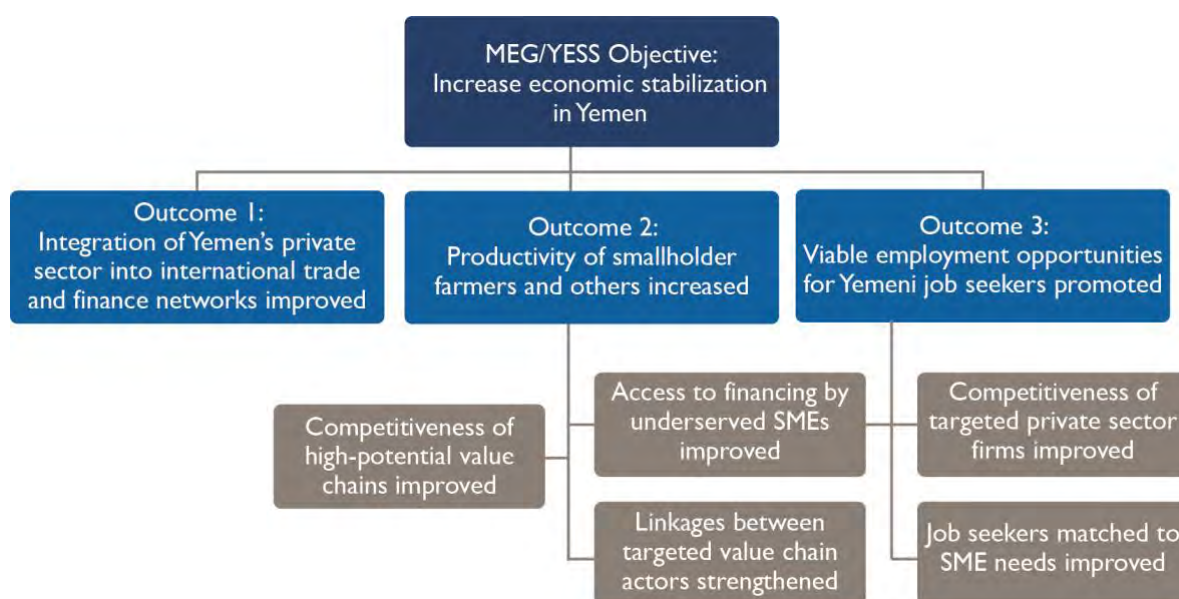 MEG/YESS Objective:
Increase economic stabilization
in Yemen
Outcome 1:
Integration of Yemen's private
sector into international trade
and finance networks improved
Outcome 2:
Productivity of smallholder
farmers and others increased
Outcome 3:
Viable employment opportunities
for Yemeni job seekers promoted
Competitiveness of
high-potential value
chains improved
Access to financing by
underserved SMEs
improved
Linkages between
targeted value chain
actors strengthened
Competitiveness of
targeted private sector
firms improved
Job seekers matched to
SME needs improved